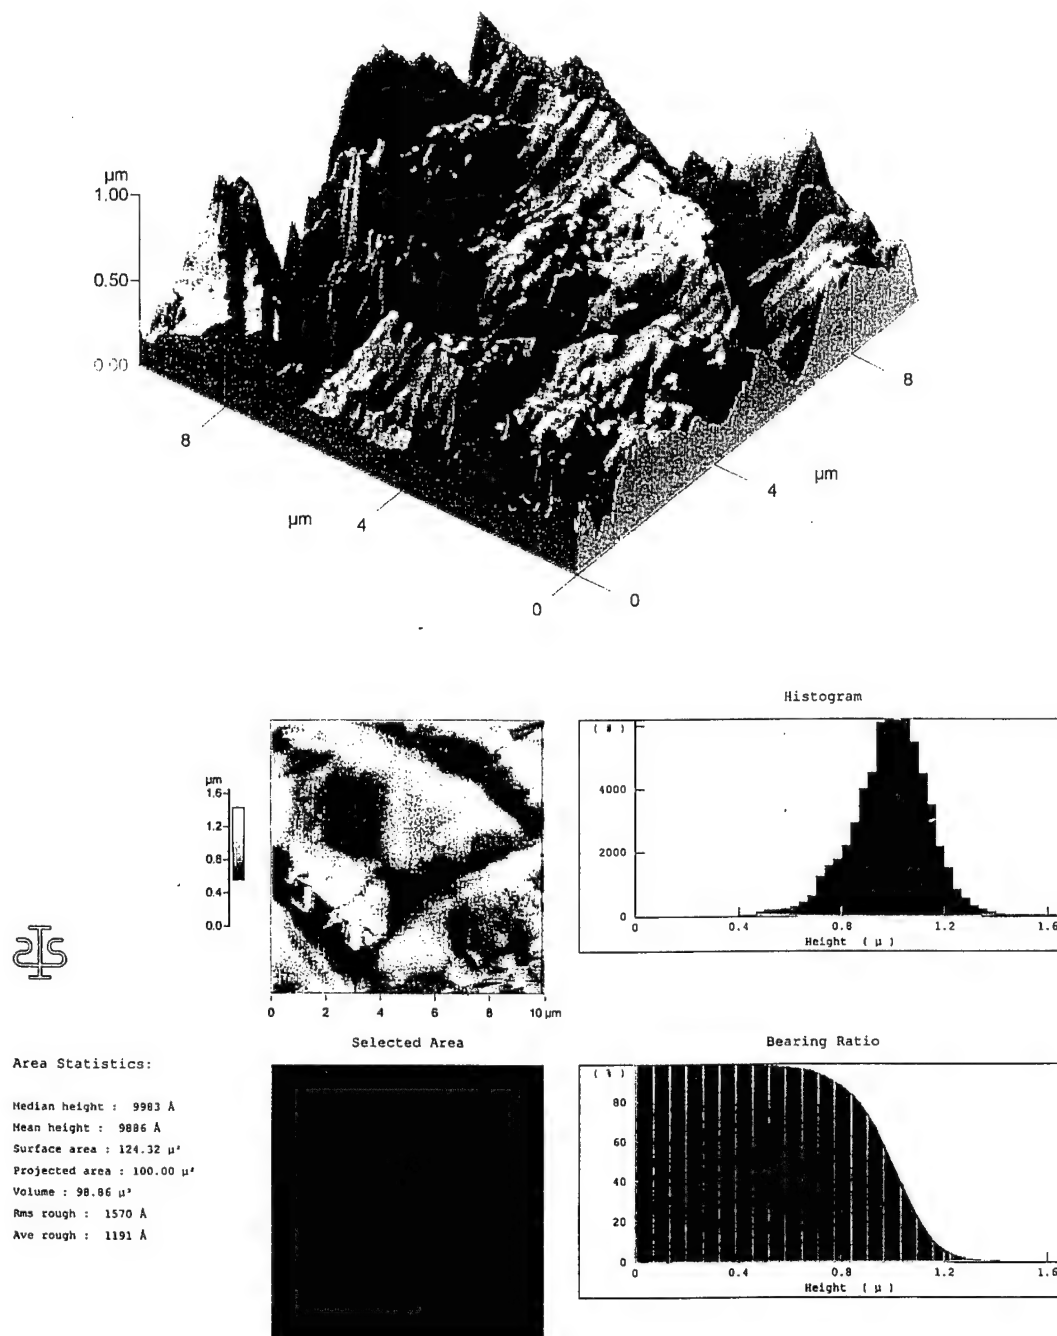 µm
1.00
0.50
0.00
8
µm
4
0
0
4
µm
8
Histogram
( # )
4000
2000
0
0
0.4
0.8
1.2
1.6
Height ( µ )
µm
1.6
1.2
0.8
0.4
0.0
0
2
4
6
8
10 µm
Selected Area
Bearing Ratio
( % )
80
60
40
20
0
0
0.4
0.8
1.2
1.6
Height ( µ )
Area Statistics:
Median height : 9983 Å
Mean height : 9886 Å
Surface area : 124.32 µ²
Projected area : 100.00 µ²
Volume : 98.86 µ³
Rms rough : 1570 Å
Ave rough : 1191 Å